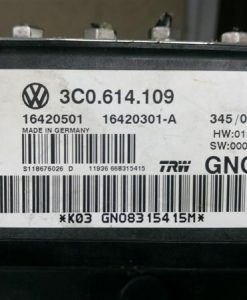 3C0.614.109
16420501 16420301-A 345/0
MADE IN GERMANY HW:01
SW:000
S118676026 D 11936 668315415 TRW GNO
*K03 GNO8315415M*